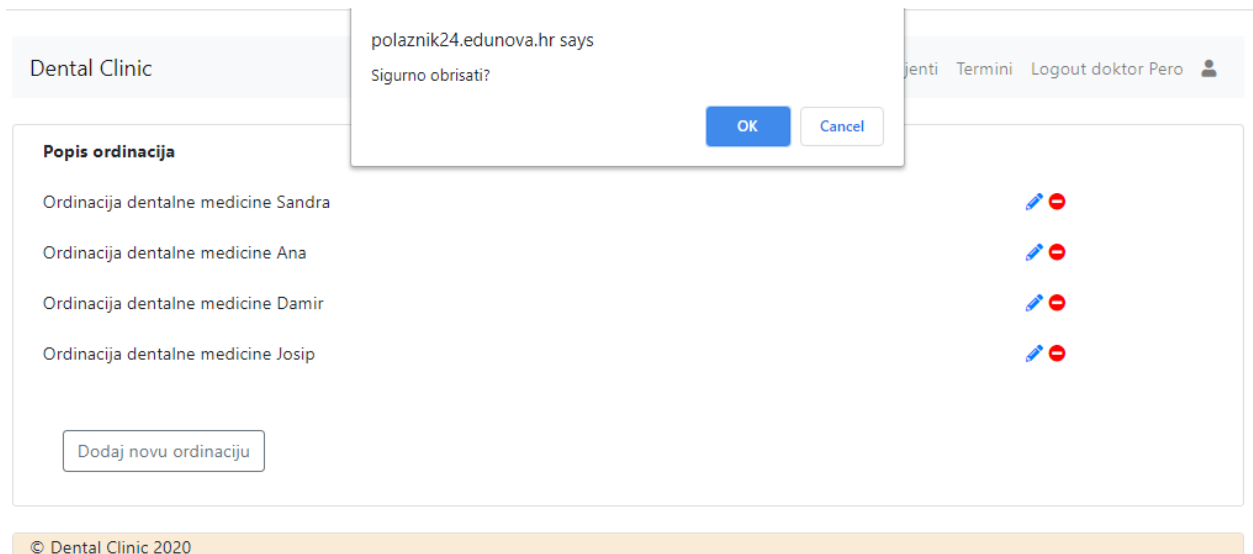 polaznik24.edunova.hr says
Sigurno obrisati?
OK Cancel
Dental Clinic Termini Logout doktor Pero
Popis ordinacija
Ordinacija dentalne medicine Sandra
Ordinacija dentalne medicine Ana
Ordinacija dentalne medicine Damir
Ordinacija dentalne medicine Josip
Dodaj novu ordinaciju
© Dental Clinic 2020